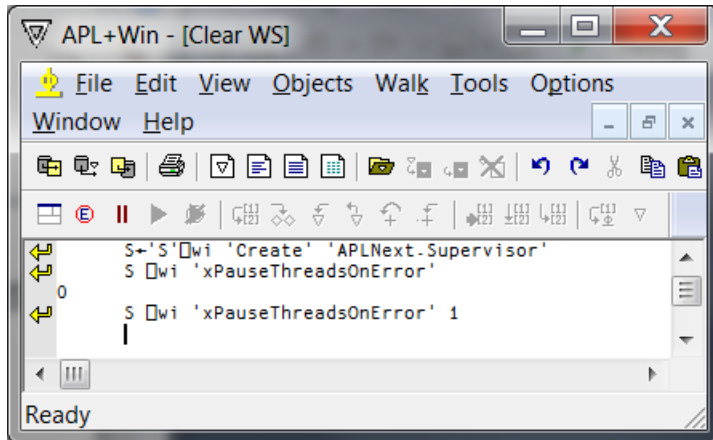 APL+Win - [Clear WS]
File Edit View Objects Walk Tools Options
Window Help
S←'S'⎕wi 'Create' 'APLNext.Supervisor'
S ⎕wi 'xPauseThreadsOnError'
0
S ⎕wi 'xPauseThreadsOnError' 1
Ready